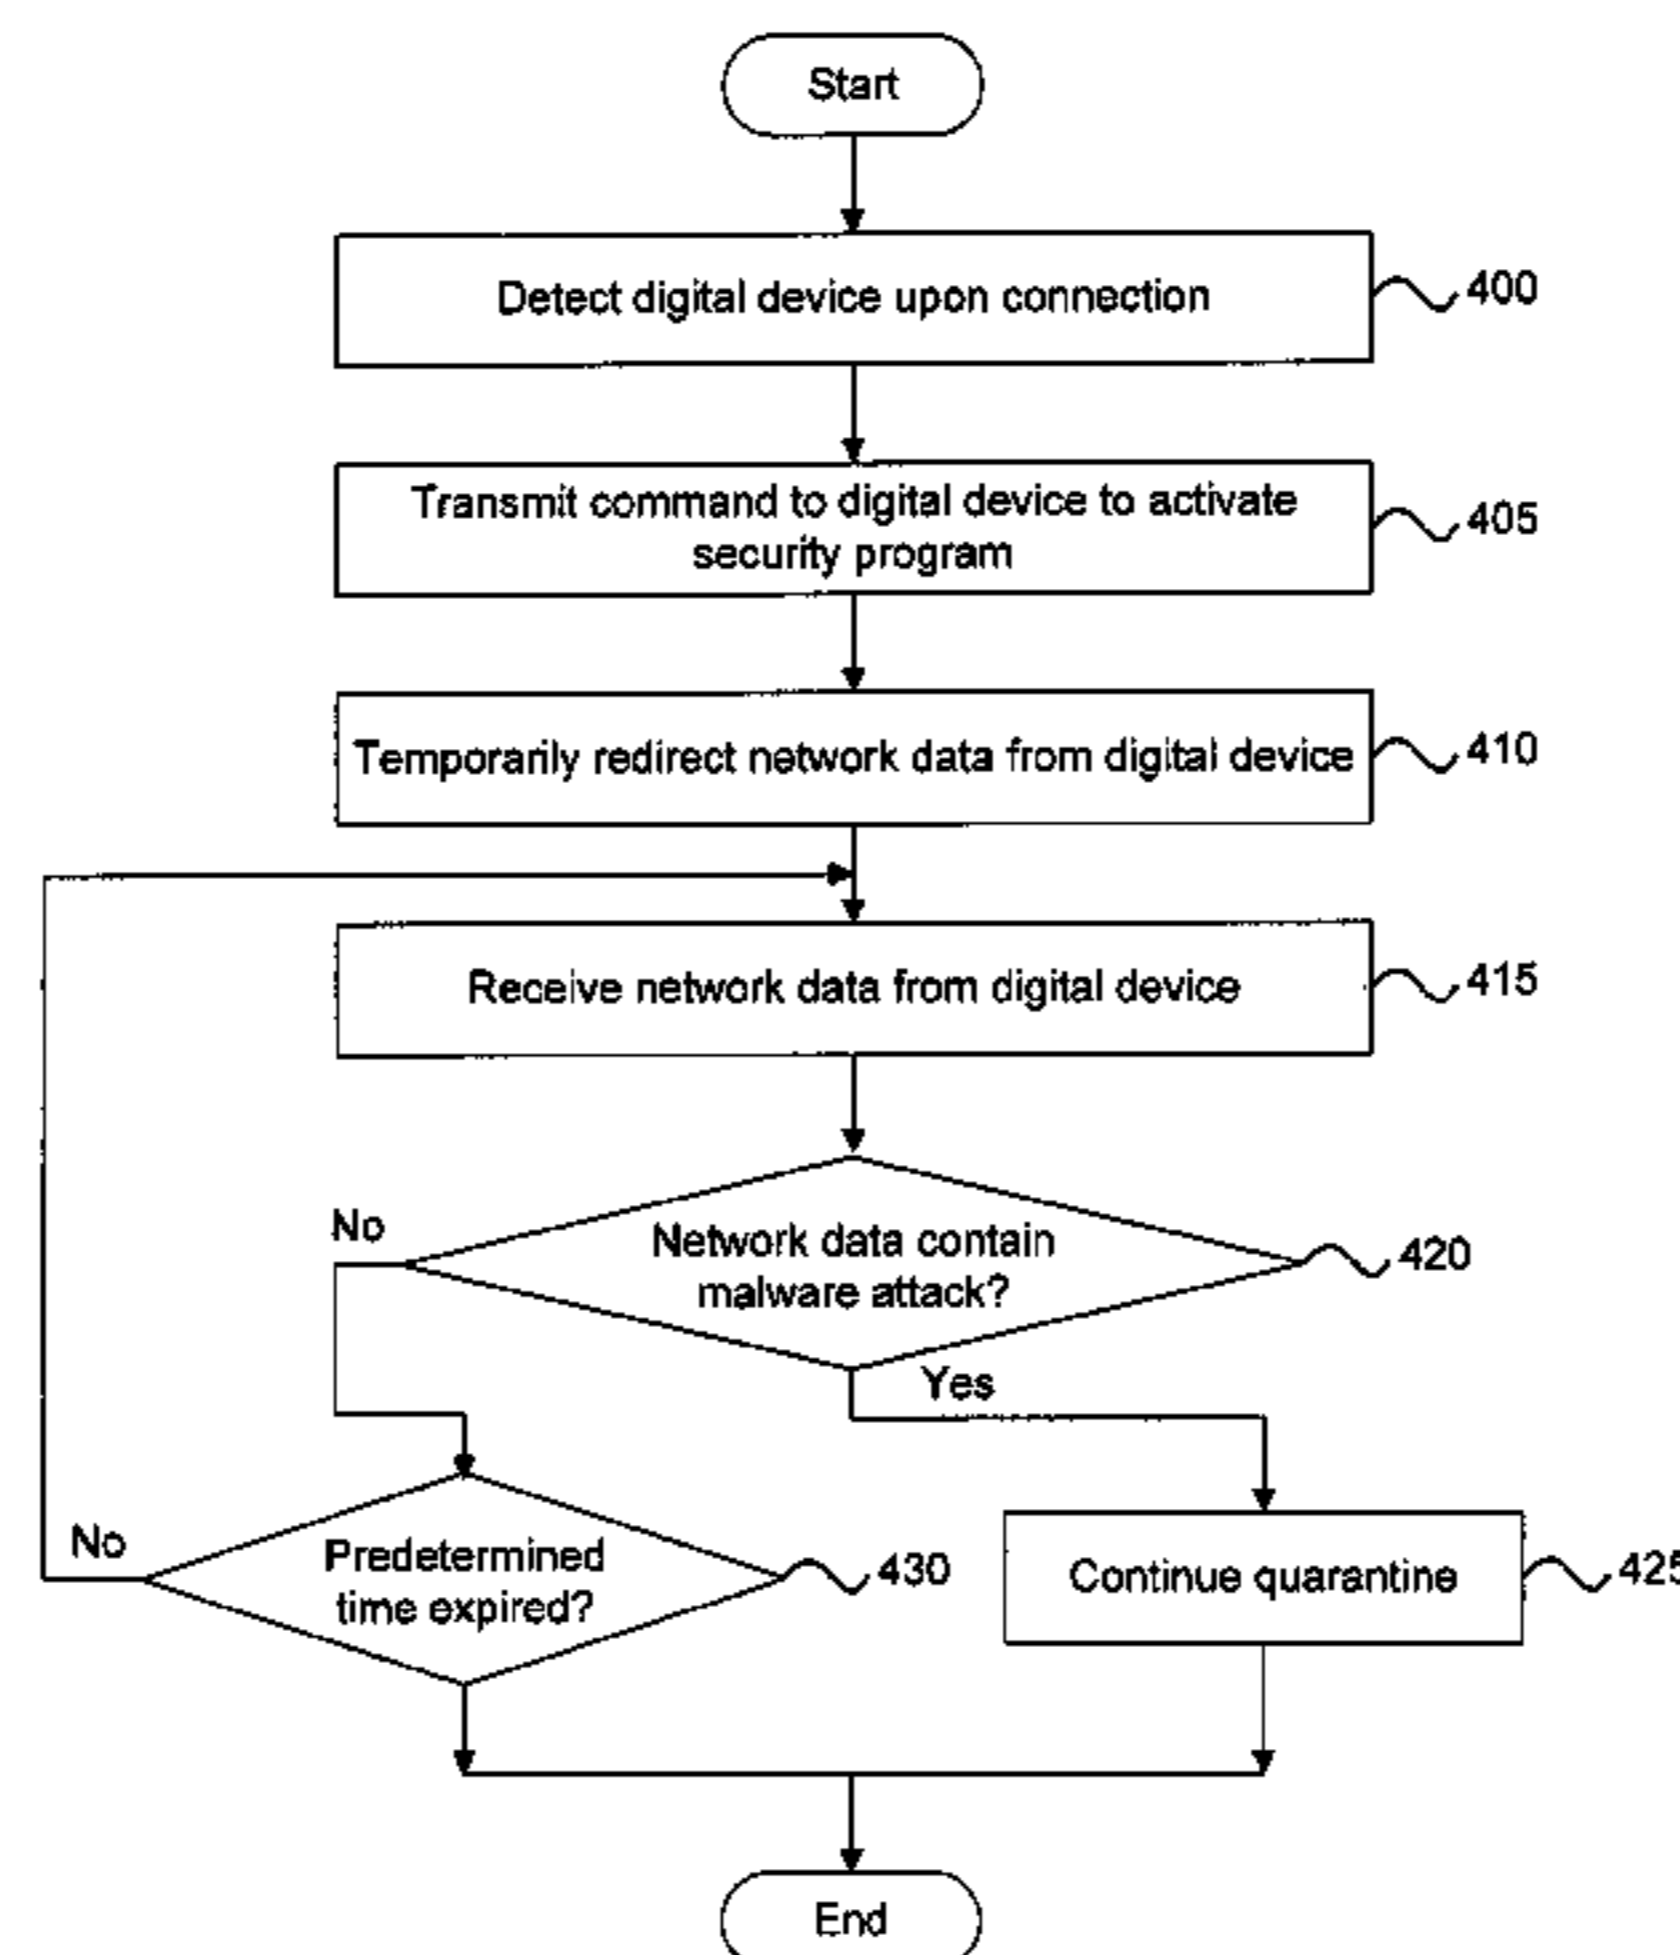 Start
Detect digital device upon connection
400
Transmit command to digital device to activate
security program
405
Temporarily redirect network data from digital device
410
Receive network data from digital device
415
No
Network data contain
malware attack?
420
Yes
No
Predetermined
time expired?
430
Continue quarantine
425
End